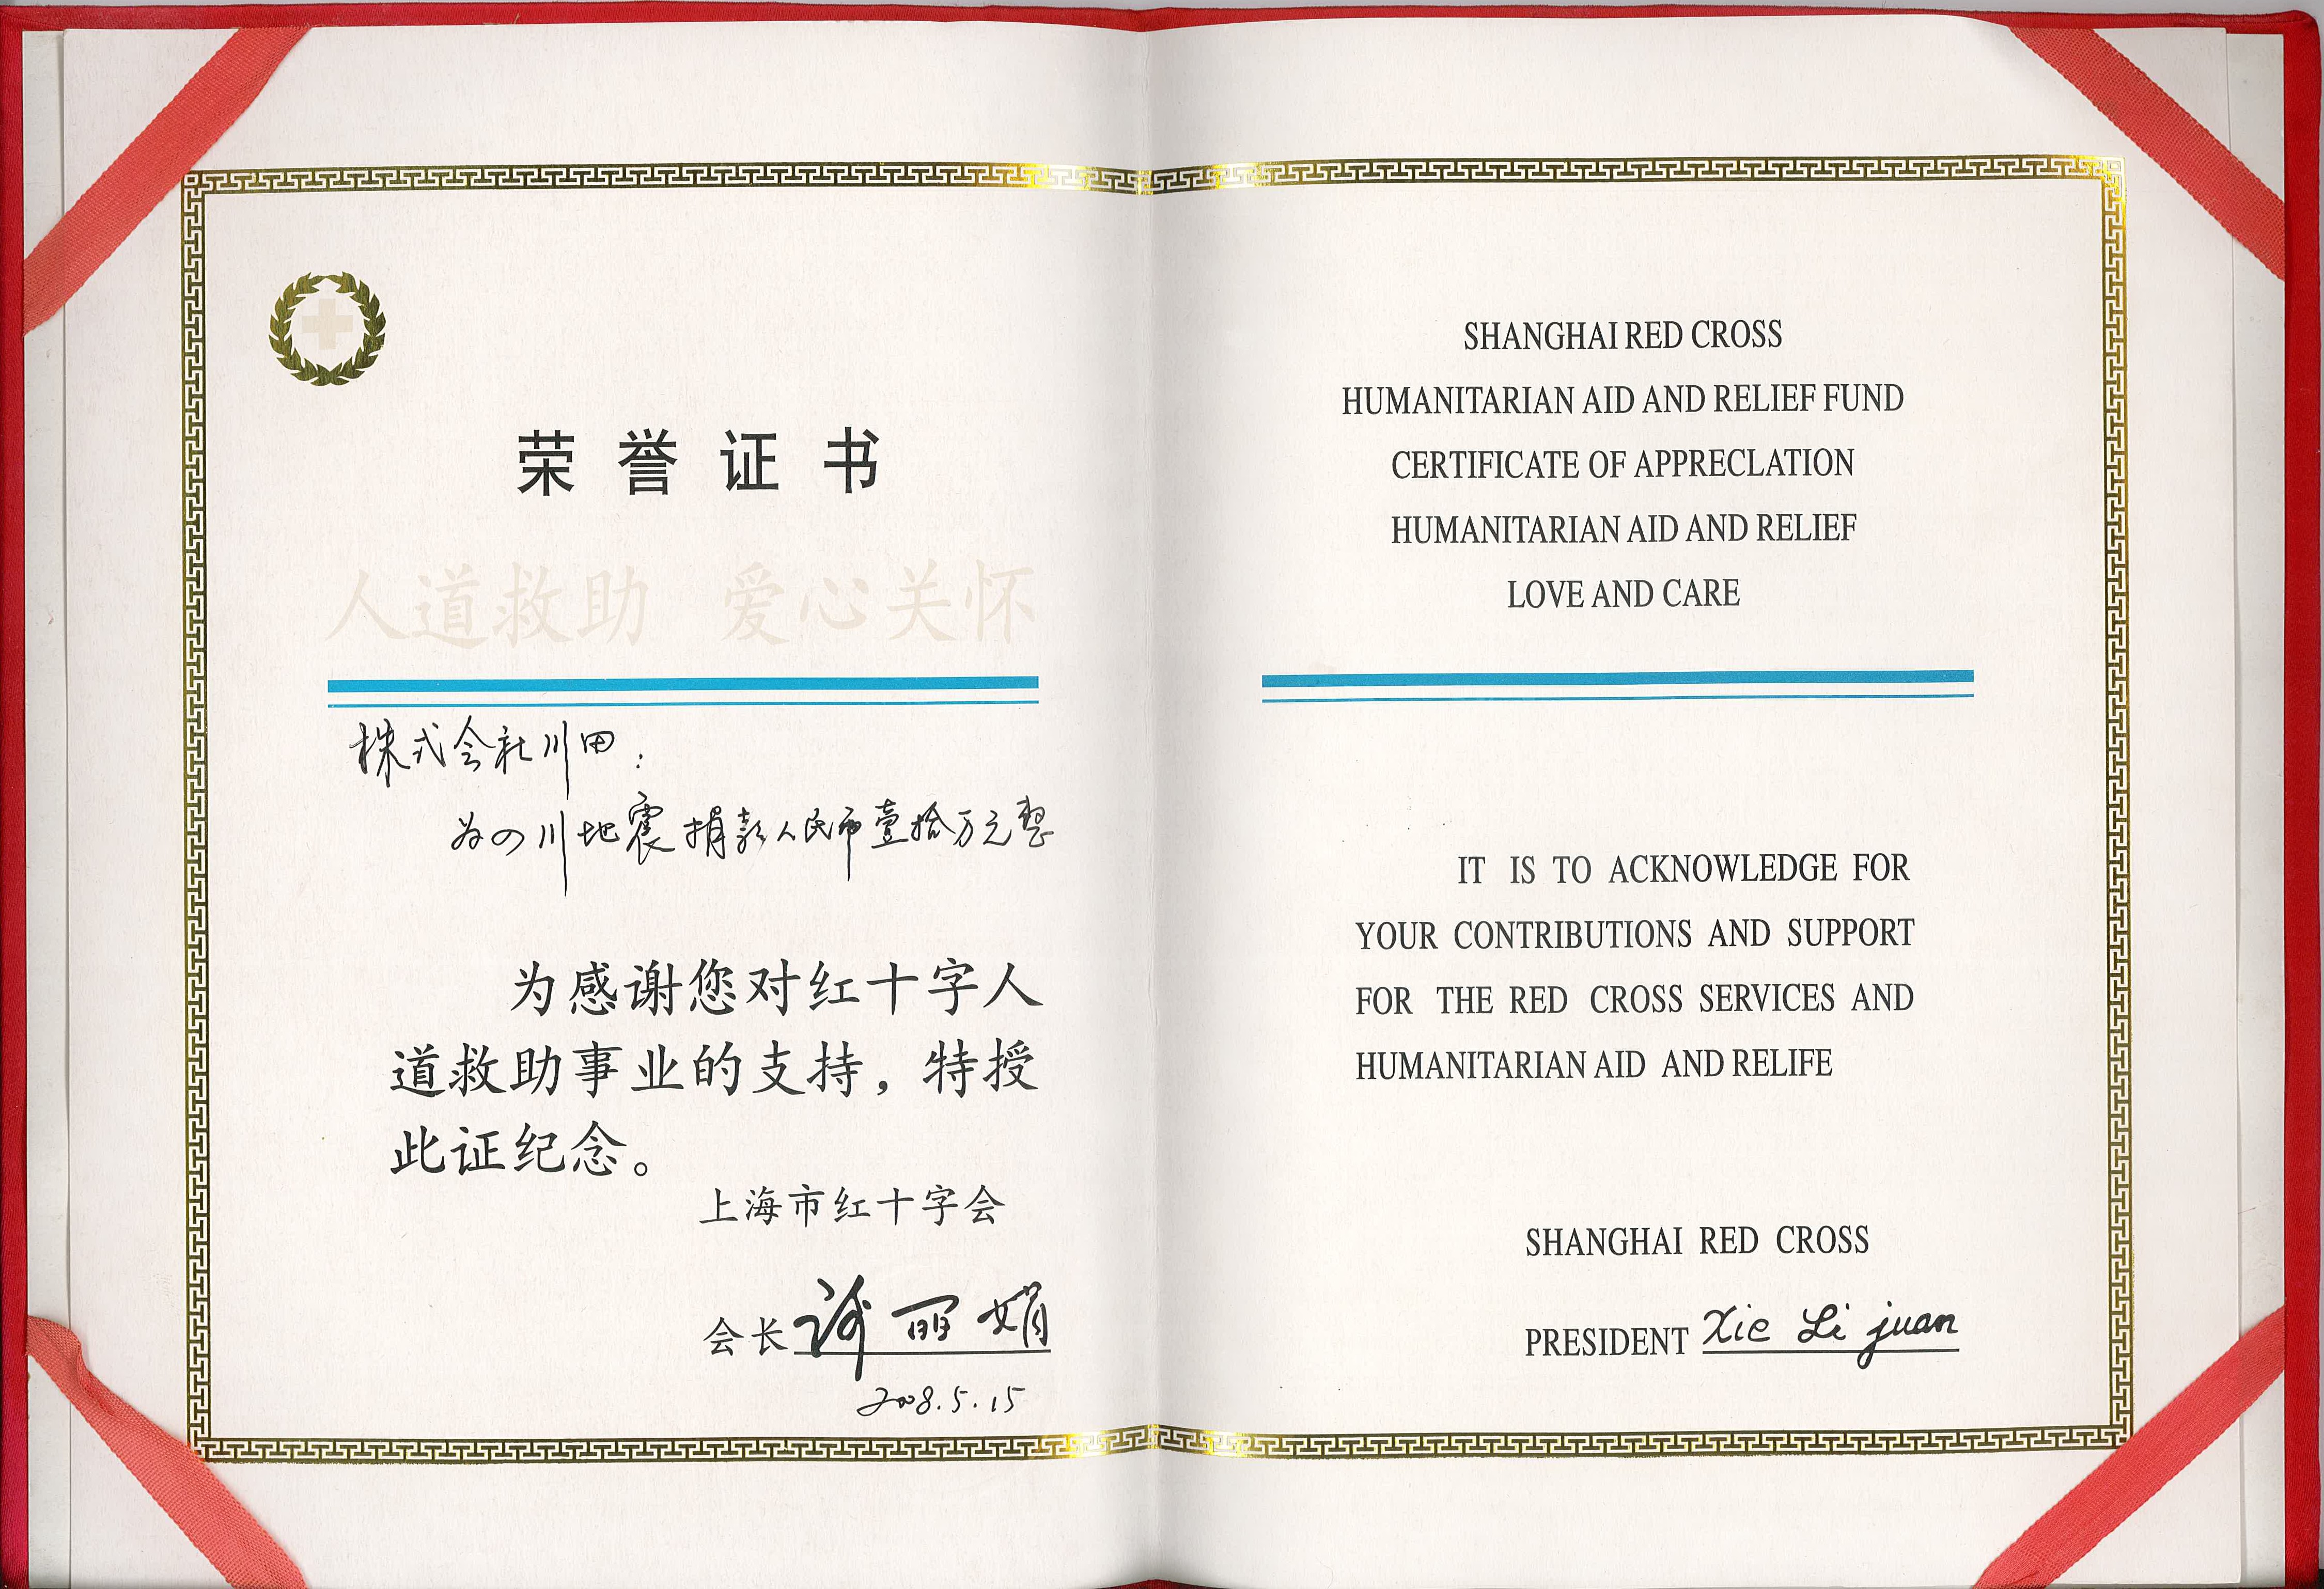 荣誉证书
人道救助 爱心关怀
株式会社川田：
为四川地震捐款人民币壹拾万元整
为感谢您对红十字人
道救助事业的支持，特授
此证纪念。
上海市红十字会
会长 谢丽娟
2008.5.15
SHANGHAI RED CROSS
HUMANITARIAN AID AND RELIEF FUND
CERTIFICATE OF APPRECLATION
HUMANITARIAN AID AND RELIEF
LOVE AND CARE
IT IS TO ACKNOWLEDGE FOR
YOUR CONTRIBUTIONS AND SUPPORT
FOR THE RED CROSS SERVICES AND
HUMANITARIAN AID AND RELIFE
SHANGHAI RED CROSS
PRESIDENT Xie Li juan